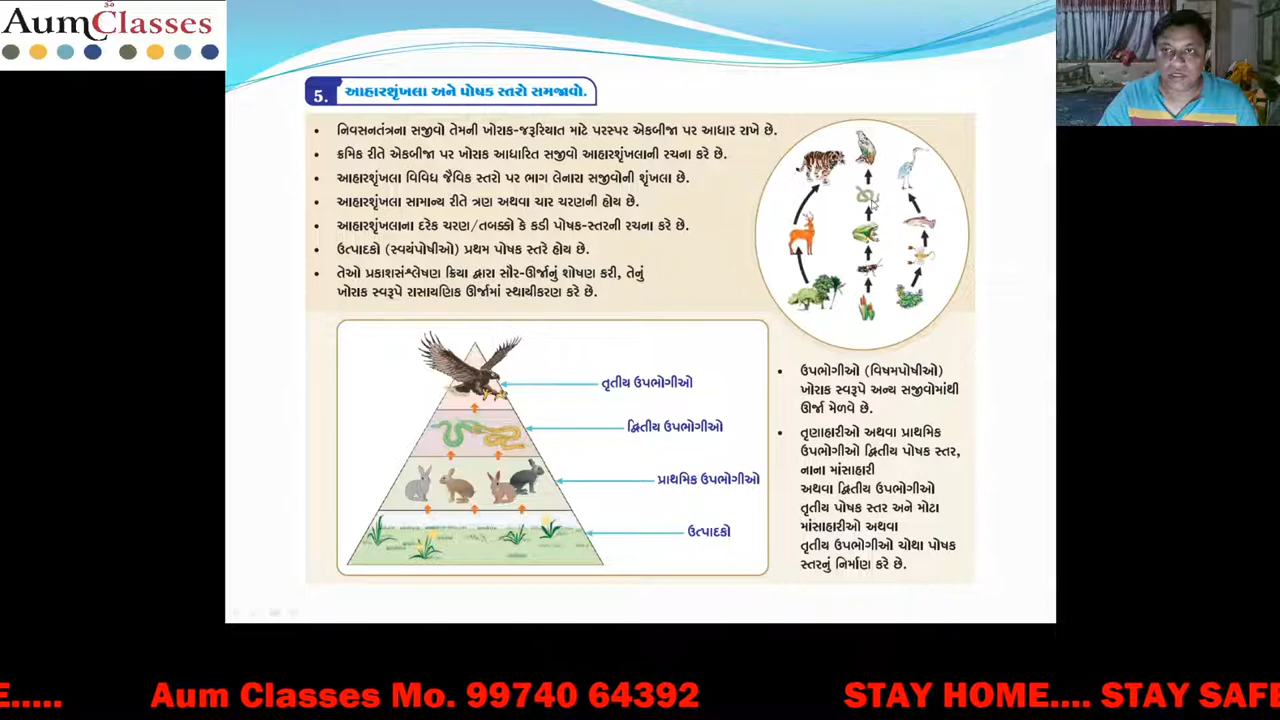 ૐ
AumClasses
5. આહારશૃંખલા અને પોષક સ્તરો સમજાવો.
• નિવસનતંત્રના સજીવો તેમની ખોરાક-જરૂરિયાત માટે પરસ્પર એકબીજા પર આધાર રાખે છે.
• ક્રમિક રીતે એકબીજા પર ખોરાક આધારિત સજીવો આહારશૃંખલાની રચના કરે છે.
• આહારશૃંખલા વિવિધ જૈવિક સ્તરો પર ભાગ લેનારા સજીવોની શૃંખલા છે.
• આહારશૃંખલા સામાન્ય રીતે ત્રણ અથવા ચાર ચરણની હોય છે.
• આહારશૃંખલાના દરેક ચરણ/તબક્કો કે કડી પોષક-સ્તરની રચના કરે છે.
• ઉત્પાદકો (સ્વયંપોષીઓ) પ્રથમ પોષક સ્તરે હોય છે.
• તેઓ પ્રકાશસંશ્લેષણ ક્રિયા દ્વારા સૌર-ઊર્જાનું શોષણ કરી, તેનું
ખોરાક સ્વરૂપે રાસાયણિક ઊર્જામાં સ્થાયીકરણ કરે છે.
તૃતીય ઉપભોગીઓ
દ્વિતીય ઉપભોગીઓ
પ્રાથમિક ઉપભોગીઓ
ઉત્પાદકો
• ઉપભોગીઓ (વિષમપોષીઓ)
ખોરાક સ્વરૂપે અન્ય સજીવોમાંથી
ઊર્જા મેળવે છે.
• તૃણાહારીઓ અથવા પ્રાથમિક
ઉપભોગીઓ દ્વિતીય પોષક સ્તર,
નાના માંસાહારી
અથવા દ્વિતીય ઉપભોગીઓ
તૃતીય પોષક સ્તર અને મોટા
માંસાહારીઓ અથવા
તૃતીય ઉપભોગીઓ ચોથા પોષક
સ્તરનું નિર્માણ કરે છે.
E..... Aum Classes Mo. 99740 64392 STAY HOME.... STAY SAFE